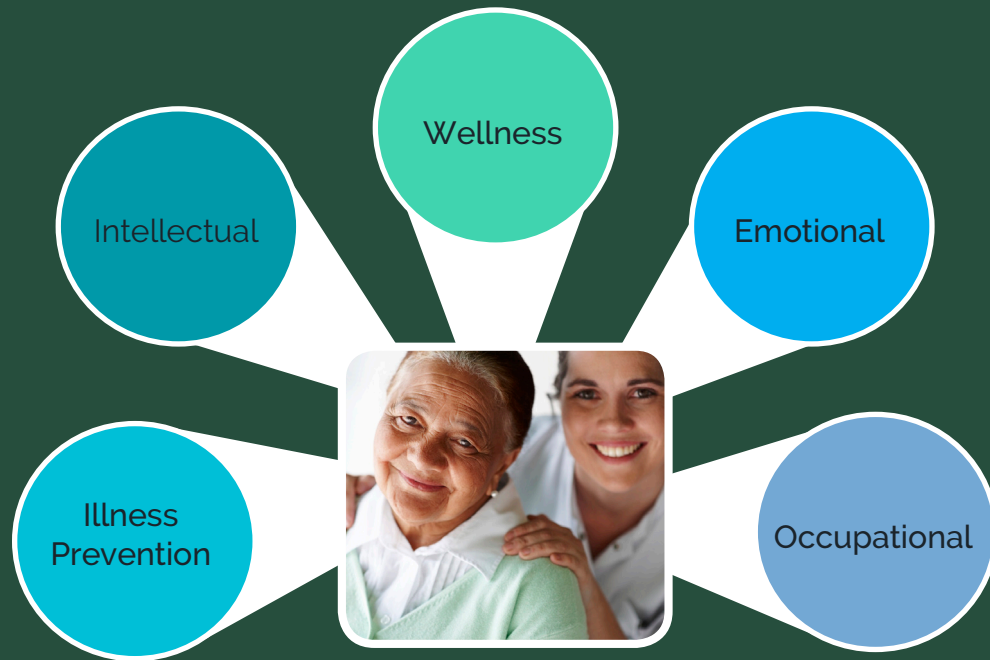 Wellness
Intellectual
Emotional
Illness
Prevention
Occupational